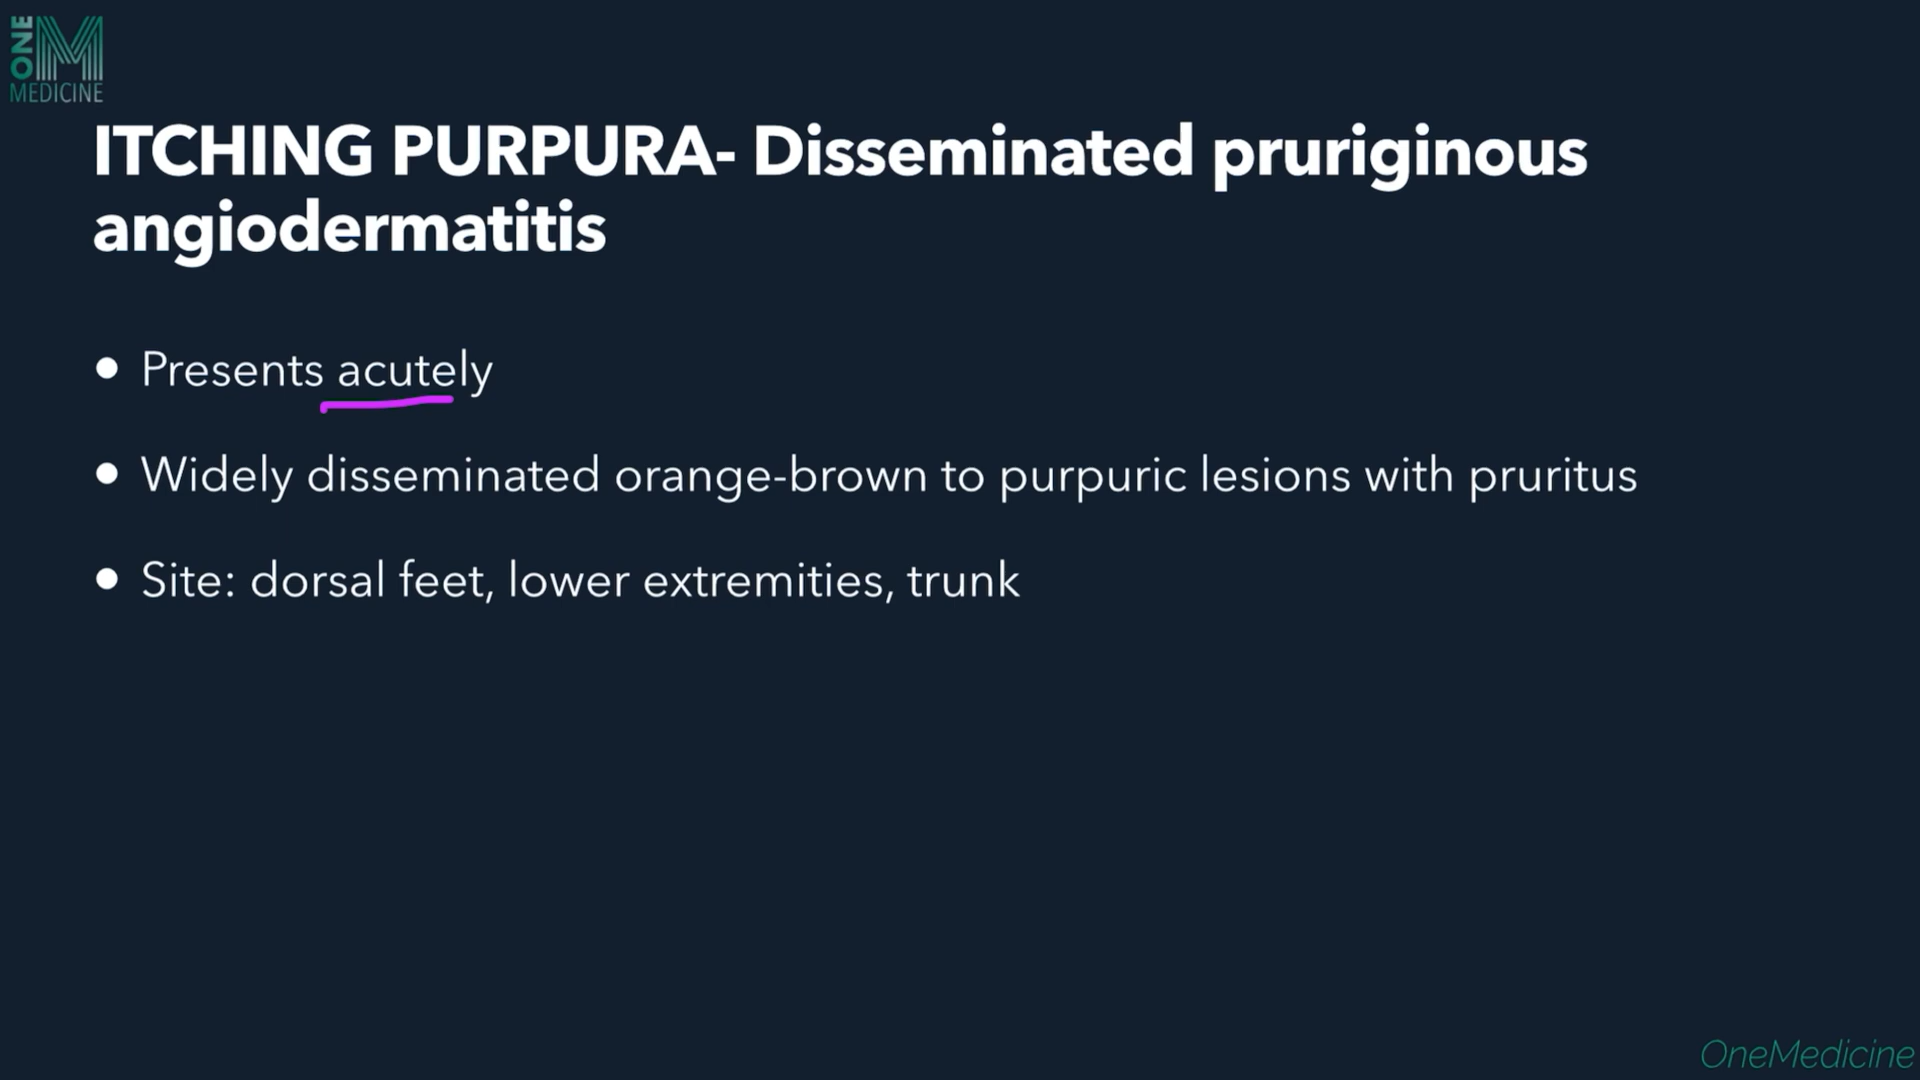 ONE
MEDICINE
ITCHING PURPURA- Disseminated pruriginous
angiodermatitis
• Presents acutely
• Widely disseminated orange-brown to purpuric lesions with pruritus
• Site: dorsal feet, lower extremities, trunk
OneMedicine